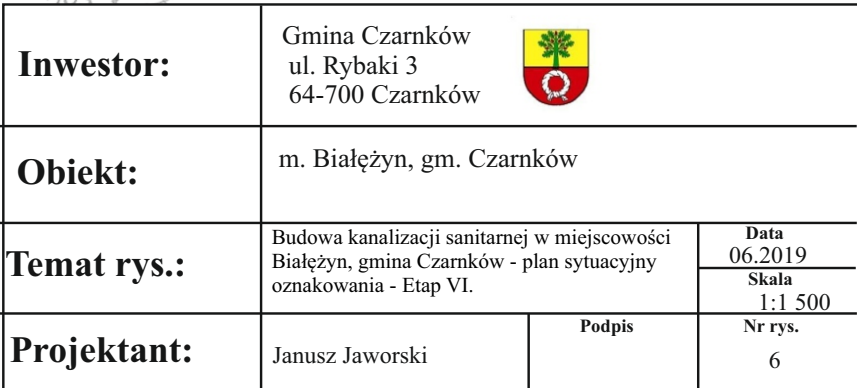 Inwestor:
Gmina Czarnków
ul. Rybaki 3
64-700 Czarnków
Obiekt:
m. Białężyn, gm. Czarnków
Temat rys.:
Budowa kanalizacji sanitarnej w miejscowości
Białężyn, gmina Czarnków - plan sytuacyjny
oznakowania - Etap VI.
Data
06.2019
Skala
1:1 500
Projektant:
Janusz Jaworski
Podpis
Nr rys.
6